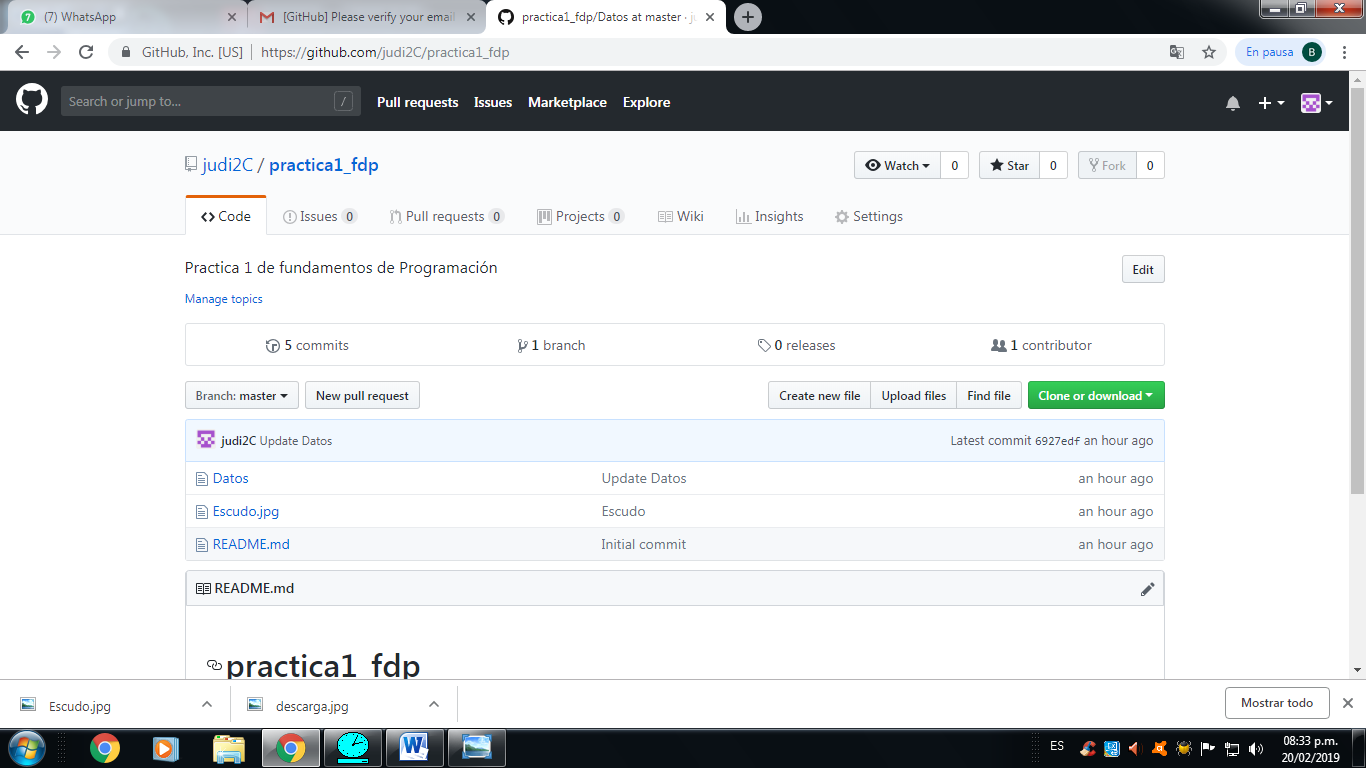 (7) WhatsApp
[GitHub] Please verify your email
practica1_fdp/Datos at master · ju
GitHub, Inc. [US] https://github.com/judi2C/practica1_fdp
En pausa B
Search or jump to... /
Pull requests Issues Marketplace Explore
judi2C / practica1_fdp
Watch 0 Star 0 Fork 0
Code Issues 0 Pull requests 0 Projects 0 Wiki Insights Settings
Practica 1 de fundamentos de Programación
Edit
Manage topics
5 commits 1 branch 0 releases 1 contributor
Branch: master New pull request Create new file Upload files Find file Clone or download
judi2C Update Datos Latest commit 6927edf an hour ago
Datos Update Datos an hour ago
Escudo.jpg Escudo an hour ago
README.md Initial commit an hour ago
README.md
practica1_fdp
Escudo.jpg descarga.jpg Mostrar todo
ES 08:33 p.m.
20/02/2019